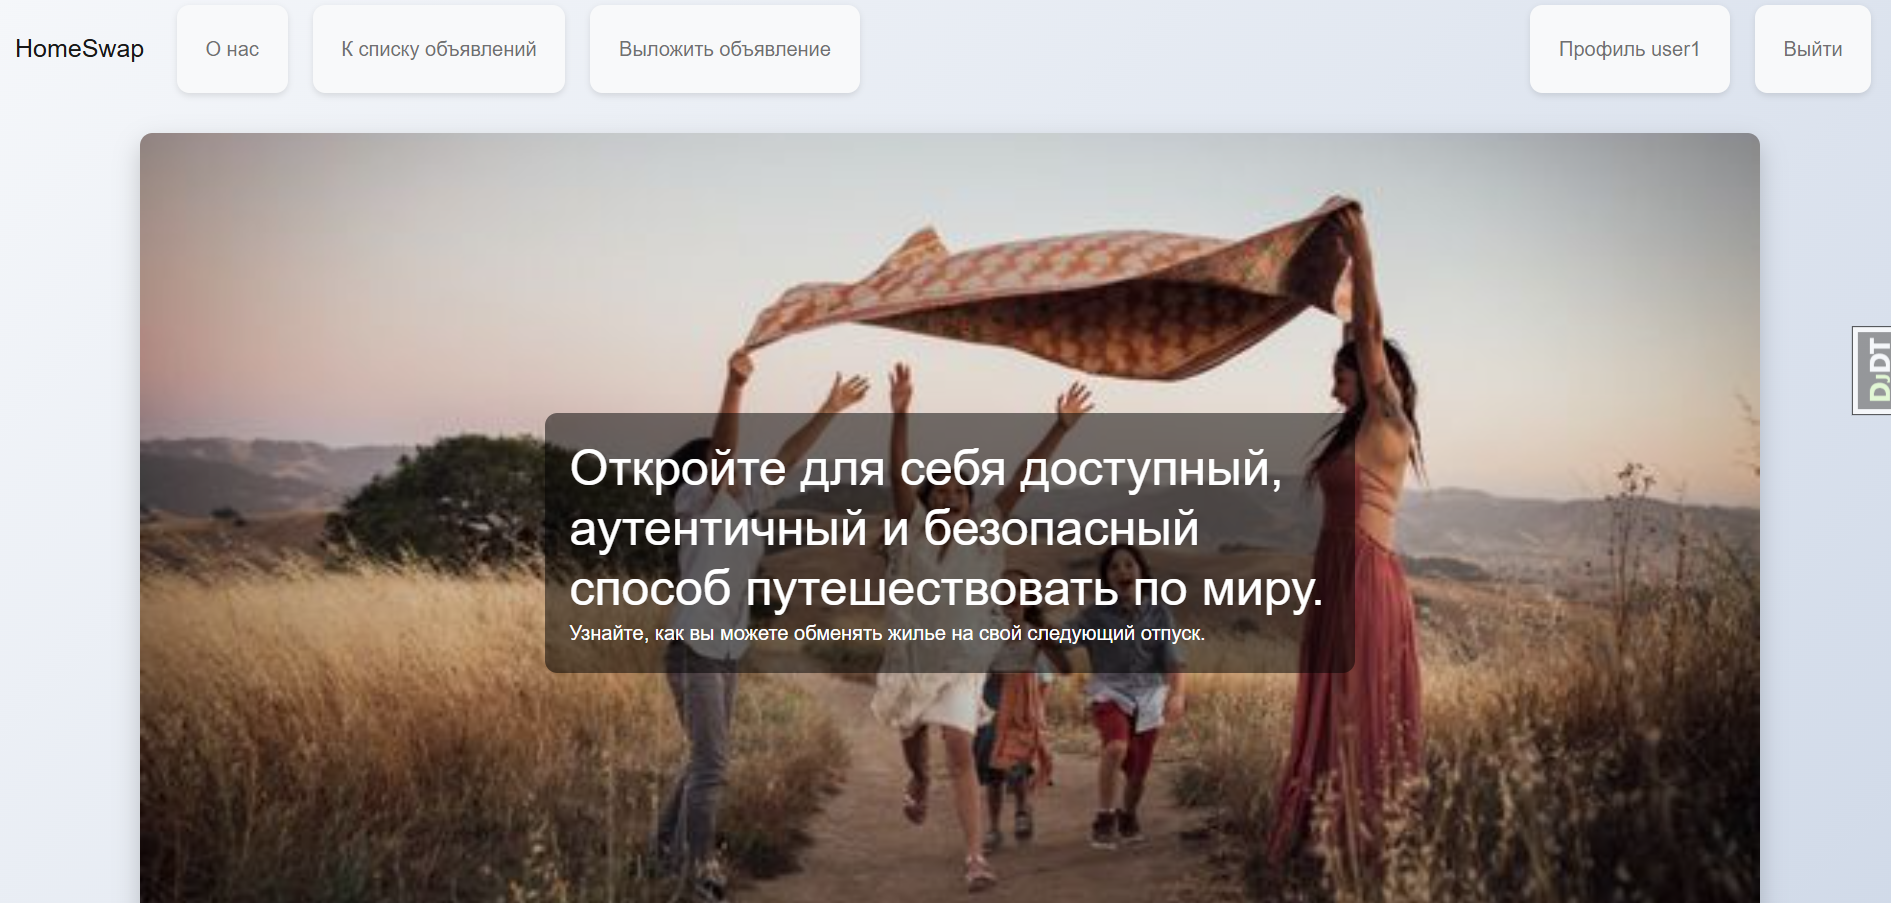 HomeSwap
О нас
К списку объявлений
Выложить объявление
Профиль user1
Выйти
DjDT
Откройте для себя доступный,
аутентичный и безопасный
способ путешествовать по миру.
Узнайте, как вы можете обменять жилье на свой следующий отпуск.